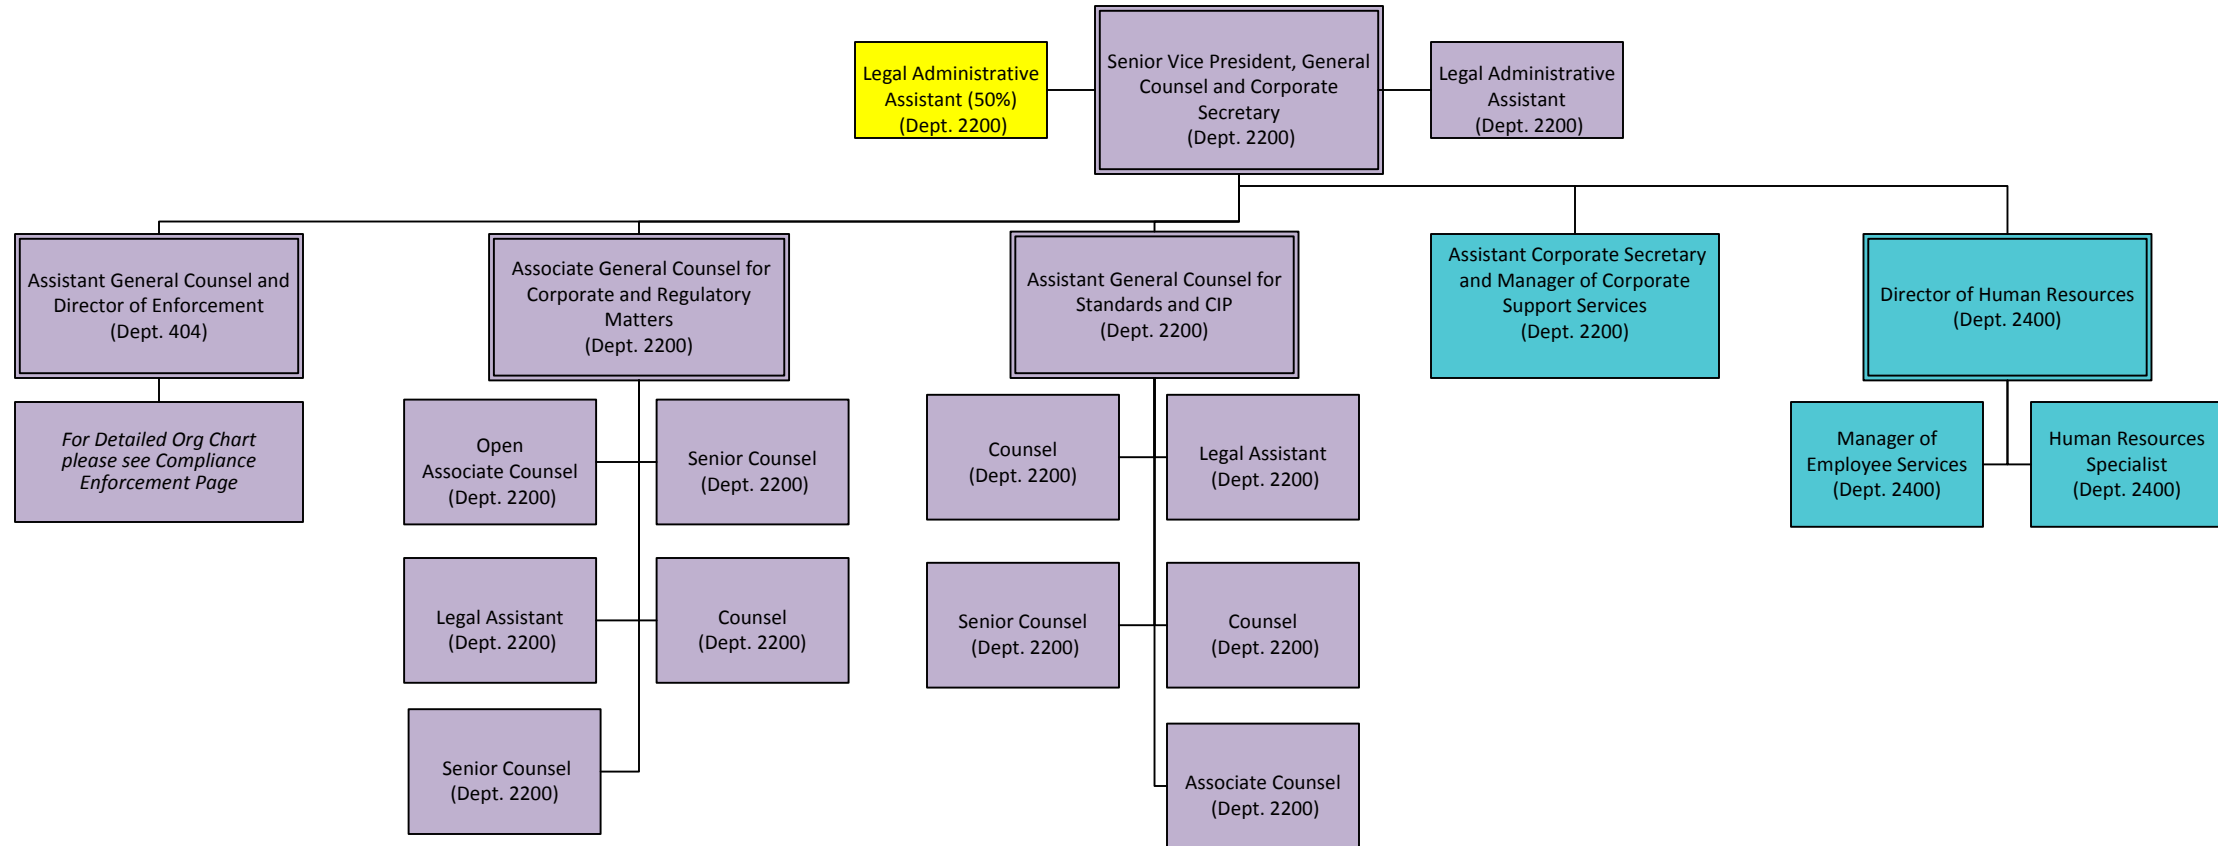 Legal Administrative
Assistant (50%)
(Dept. 2200)
Senior Vice President, General
Counsel and Corporate
Secretary
(Dept. 2200)
Legal Administrative
Assistant
(Dept. 2200)
Assistant General Counsel and
Director of Enforcement
(Dept. 404)
Associate General Counsel for
Corporate and Regulatory
Matters
(Dept. 2200)
Assistant General Counsel for
Standards and CIP
(Dept. 2200)
Assistant Corporate Secretary
and Manager of Corporate
Support Services
(Dept. 2200)
Director of Human Resources
(Dept. 2400)
For Detailed Org Chart
please see Compliance
Enforcement Page
Open
Associate Counsel
(Dept. 2200)
Senior Counsel
(Dept. 2200)
Counsel
(Dept. 2200)
Legal Assistant
(Dept. 2200)
Manager of
Employee Services
(Dept. 2400)
Human Resources
Specialist
(Dept. 2400)
Legal Assistant
(Dept. 2200)
Counsel
(Dept. 2200)
Senior Counsel
(Dept. 2200)
Counsel
(Dept. 2200)
Senior Counsel
(Dept. 2200)
Associate Counsel
(Dept. 2200)